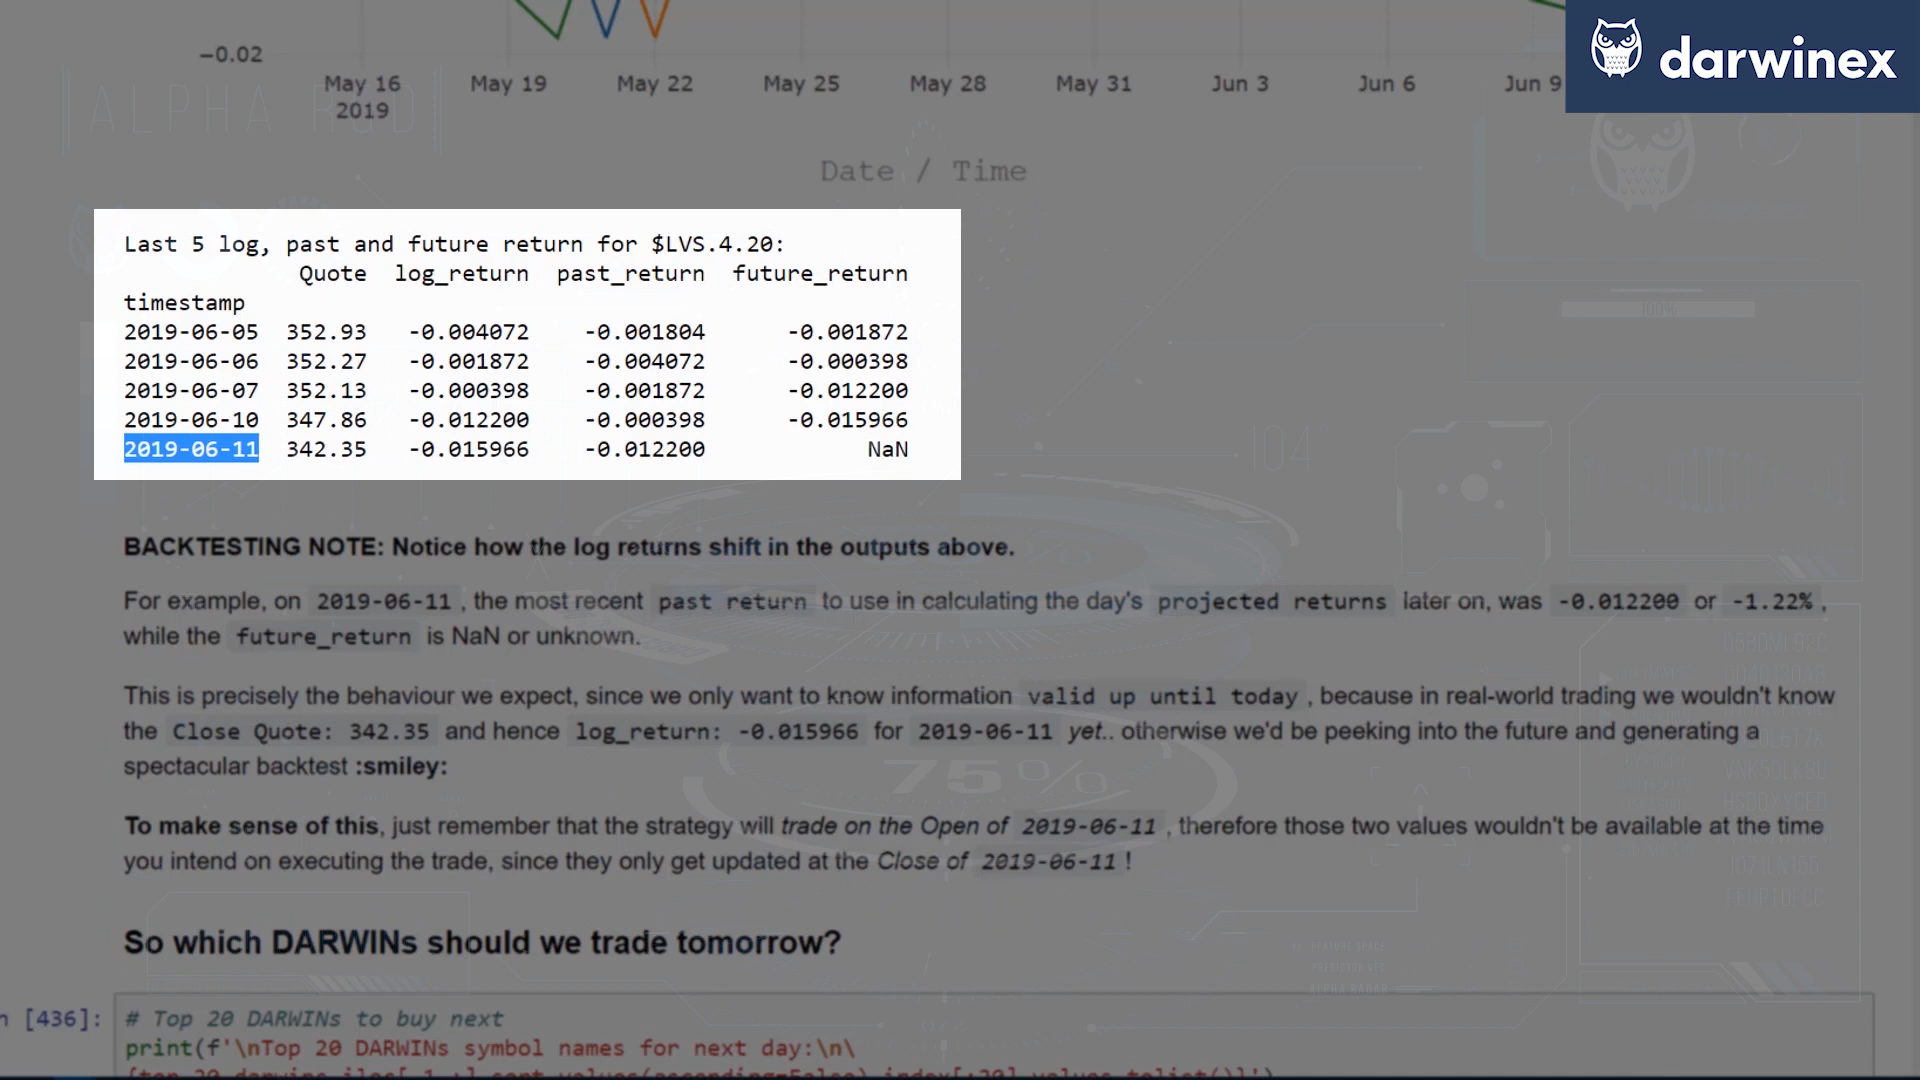 darwinex
−0.02
May 16 May 19 May 22 May 25 May 28 May 31 Jun 3 Jun 6 Jun 9
2019
ALPHA
Date / Time
Last 5 log, past and future return for $LVS.4.20:
Quote log_return past_return future_return
timestamp
2019-06-05 352.93 -0.004072 -0.001804 -0.001872
2019-06-06 352.27 -0.001872 -0.004072 -0.000398
2019-06-07 352.13 -0.000398 -0.001872 -0.012200
2019-06-10 347.86 -0.012200 -0.000398 -0.015966
2019-06-11 342.35 -0.015966 -0.012200 NaN
100%
104
BACKTESTING NOTE: Notice how the log returns shift in the outputs above.
For example, on 2019-06-11 , the most recent past return to use in calculating the day's projected returns later on, was -0.012200 or -1.22% ,
while the future_return is NaN or unknown.
This is precisely the behaviour we expect, since we only want to know information valid up until today , because in real-world trading we wouldn't know
the Close Quote: 342.35 and hence log_return: -0.015966 for 2019-06-11 yet.. otherwise we'd be peeking into the future and generating a
spectacular backtest :smiley:
75%
To make sense of this, just remember that the strategy will trade on the Open of 2019-06-11 , therefore those two values wouldn't be available at the time
you intend on executing the trade, since they only get updated at the Close of 2019-06-11 !
So which DARWINs should we trade tomorrow?
[436]: # Top 20 DARWINs to buy next
print(f'\nTop 20 DARWINs symbol names for next day:\n\